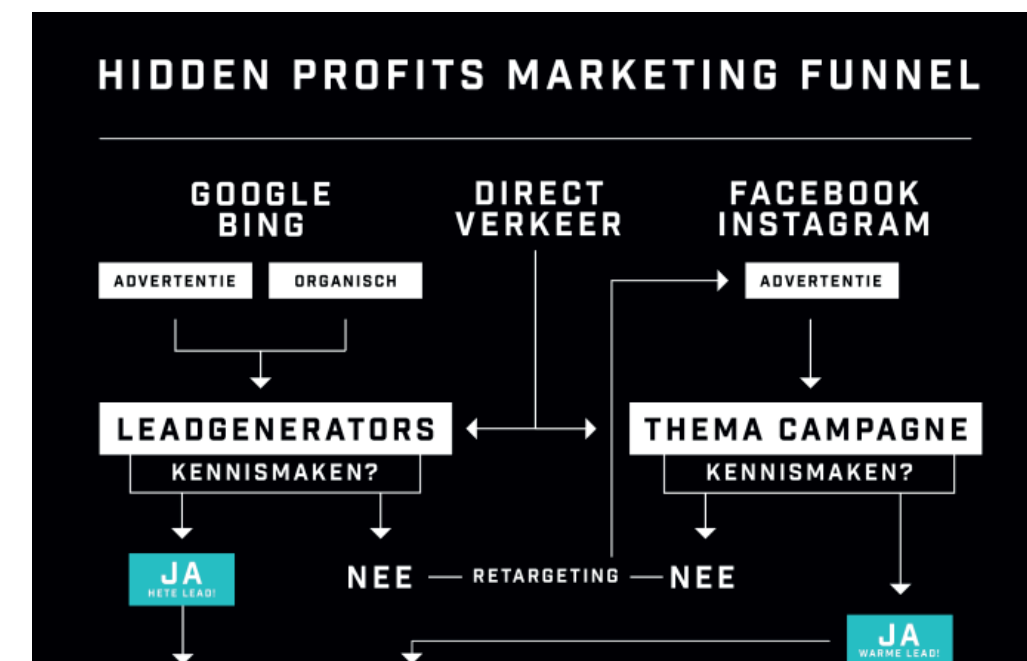 HIDDEN PROFITS MARKETING FUNNEL
GOOGLE
BING
DIRECT
VERKEER
FACEBOOK
INSTAGRAM
ADVERTENTIE
ORGANISCH
ADVERTENTIE
LEADGENERATORS
KENNISMAKEN?
THEMA CAMPAGNE
KENNISMAKEN?
JA
HETE LEAD!
NEE
RETARGETING
NEE
JA
WARME LEAD!